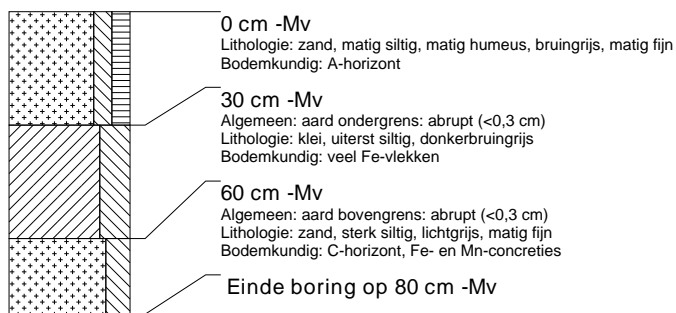 0 cm -Mv
Lithologie: zand, matig siltig, matig humeus, bruingrijs, matig fijn
Bodemkundig: A-horizont
30 cm -Mv
Algemeen: aard ondergrens: abrupt (<0,3 cm)
Lithologie: klei, uiterst siltig, donkerbruingrijs
Bodemkundig: veel Fe-vlekken
60 cm -Mv
Algemeen: aard bovengrens: abrupt (<0,3 cm)
Lithologie: zand, sterk siltig, lichtgrijs, matig fijn
Bodemkundig: C-horizont, Fe- en Mn-concreties
Einde boring op 80 cm -Mv